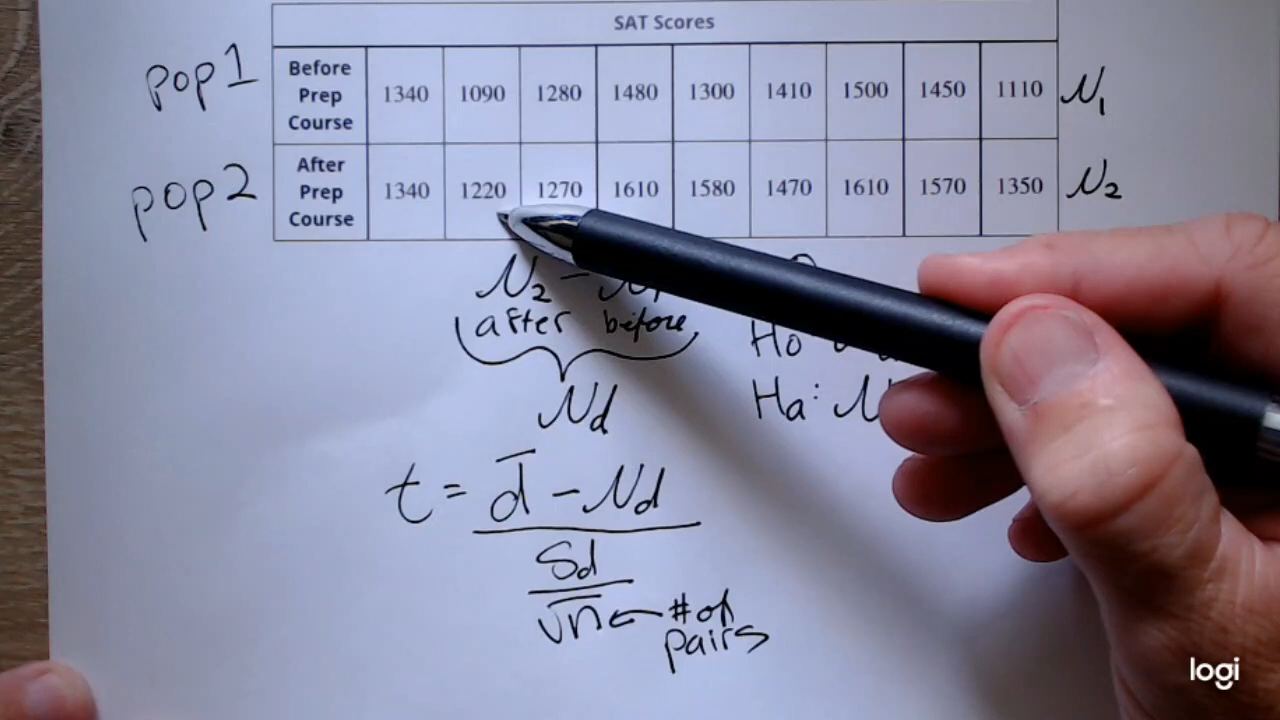 SAT Scores
pop 1 Before Prep Course 1340 1090 1280 1480 1300 1410 1500 1450 1110 μ₁
pop 2 After Prep Course 1340 1220 1270 1610 1580 1470 1610 1570 1350 μ₂
μ₂ - μ₁
after before
Ho
μd Ha: μ
t = d̄ - μd
Sd
√n ← # of
pairs
logi